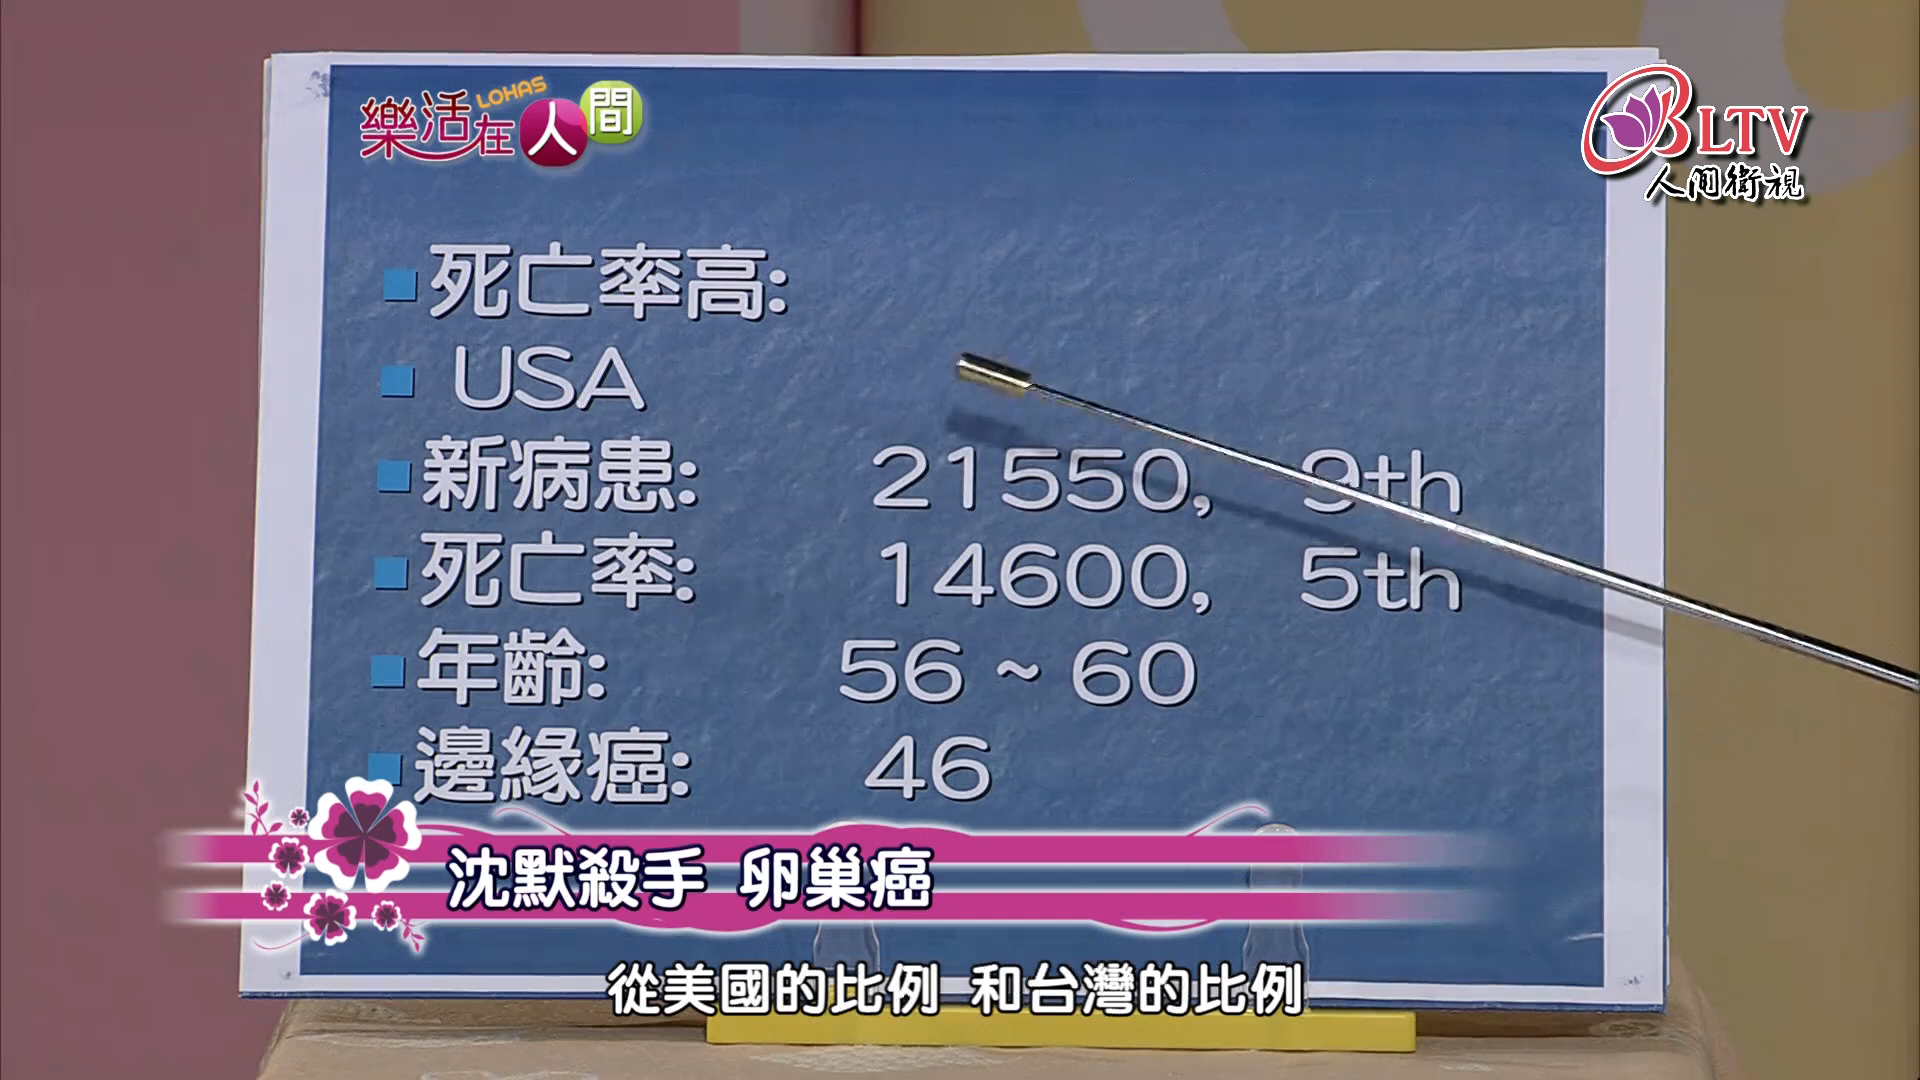 樂活在人間 LOHAS
BLTV
人間衛視
死亡率高:
USA
新病患: 21550, 9th
死亡率: 14600, 5th
年齡: 56 ~ 60
邊緣癌: 46
沈默殺手 卵巢癌
從美國的比例 和台灣的比例